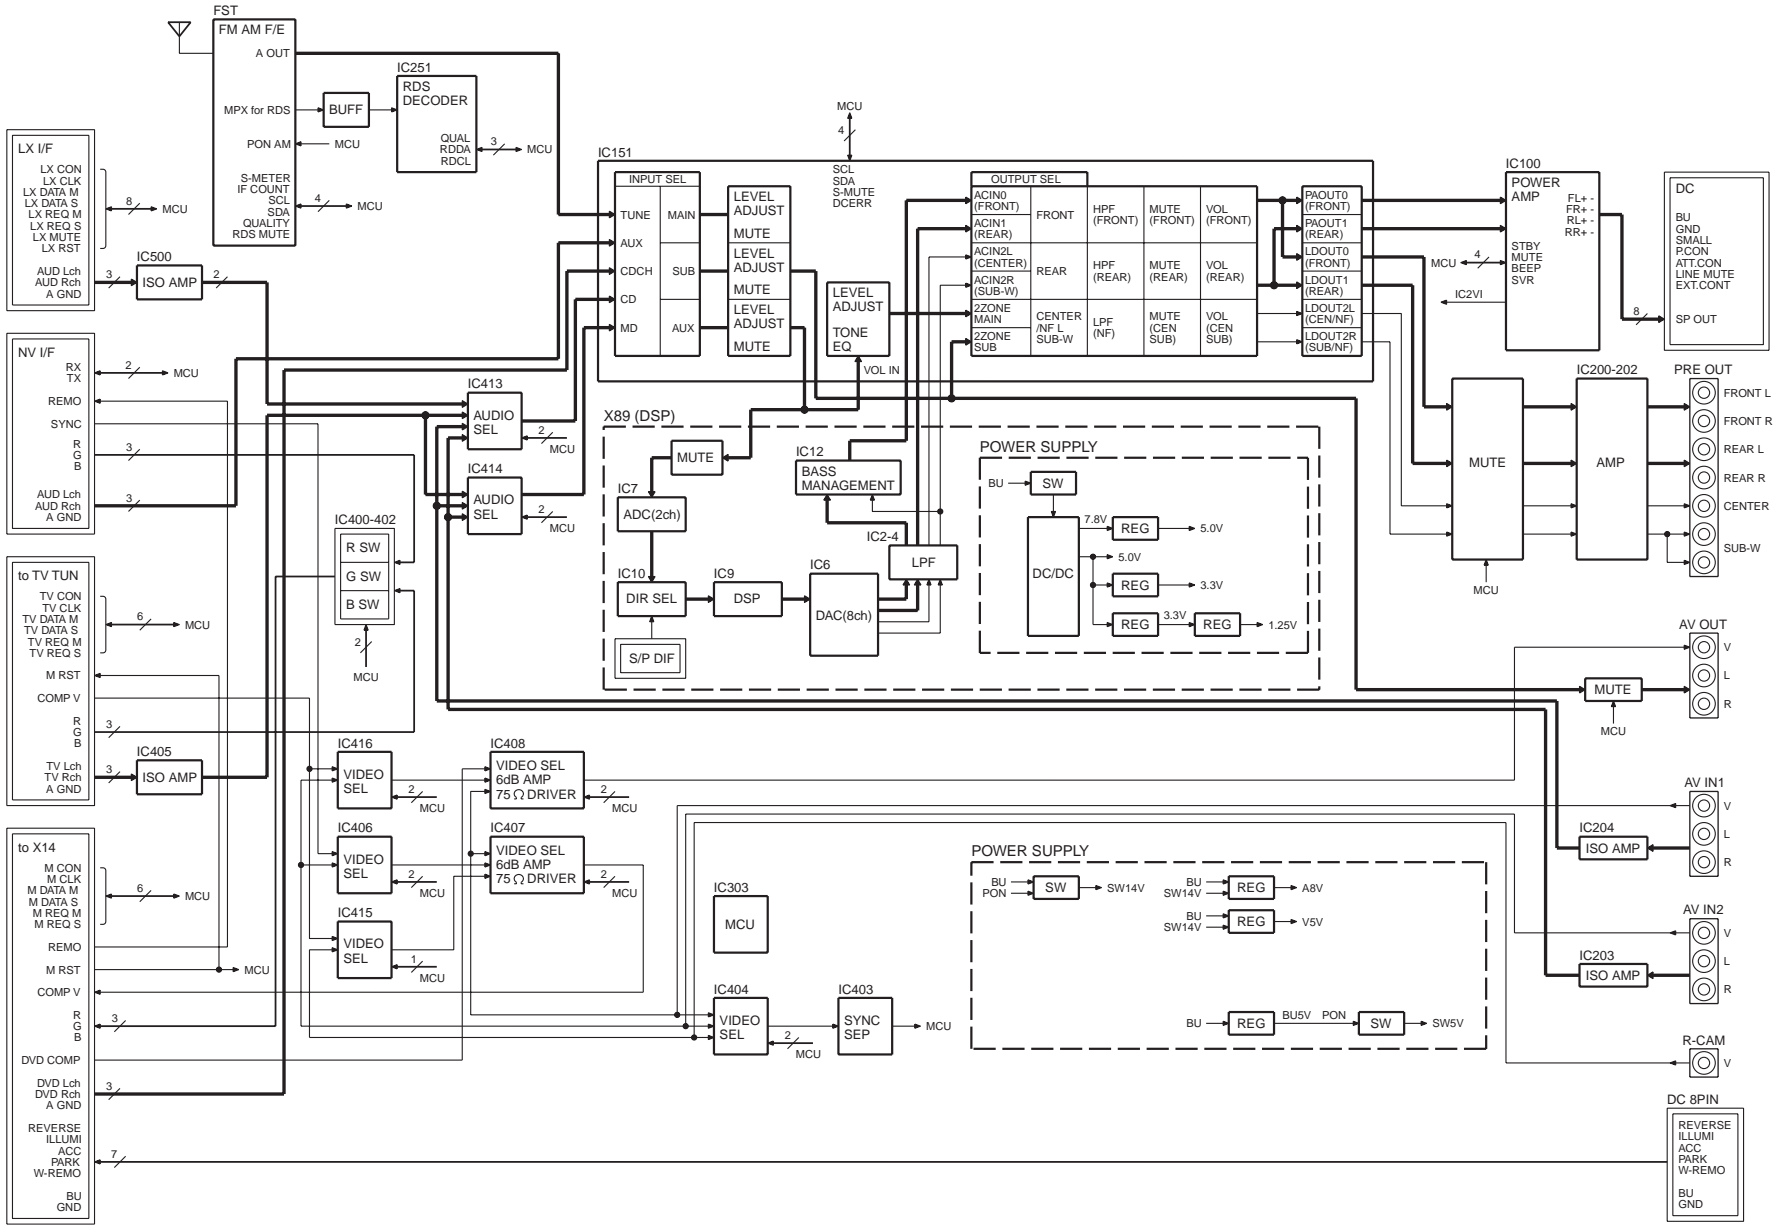 FST
FM AM F/E
A OUT
MPX for RDS
PON AM
MCU
S-METER
IF COUNT
SCL
SDA
QUALITY
RDS MUTE
4
MCU
BUFF
IC251
RDS
DECODER
QUAL
RDDA
RDCL
3
MCU
LX I/F
LX CON
LX CLK
LX DATA M
LX DATA S
LX REQ M
LX REQ S
LX MUTE
LX RST
8
MCU
AUD Lch
AUD Rch
A GND
3
IC500
ISO AMP
2
NV I/F
RX
TX
2
MCU
REMO
SYNC
R
G
B
3
AUD Lch
AUD Rch
A GND
3
to TV TUN
TV CON
TV CLK
TV DATA M
TV DATA S
TV REQ M
TV REQ S
6
MCU
M RST
COMP V
R
G
B
3
TV Lch
TV Rch
A GND
3
IC405
ISO AMP
to X14
M CON
M CLK
M DATA M
M DATA S
M REQ M
M REQ S
6
MCU
REMO
M RST
MCU
COMP V
R
G
B
3
DVD COMP
DVD Lch
DVD Rch
A GND
3
REVERSE
ILLUMI
ACC
PARK
W-REMO
7
BU
GND
IC400-402
R SW
G SW
B SW
2
MCU
IC413
AUDIO
SEL
2
MCU
IC414
AUDIO
SEL
2
MCU
IC416
VIDEO
SEL
2
MCU
IC406
VIDEO
SEL
2
MCU
IC415
VIDEO
SEL
1
MCU
IC408
VIDEO SEL
6dB AMP
75 Ω DRIVER
2
MCU
IC407
VIDEO SEL
6dB AMP
75 Ω DRIVER
2
MCU
IC303
MCU
IC404
VIDEO
SEL
2
MCU
IC403
SYNC
SEP
MCU
MCU
4
IC151
SCL
SDA
S-MUTE
DCERR
INPUT SEL
TUNE
AUX
CDCH
CD
MD
MAIN
SUB
AUX
LEVEL
ADJUST
MUTE
LEVEL
ADJUST
MUTE
LEVEL
ADJUST
MUTE
LEVEL
ADJUST
TONE
EQ
VOL IN
OUTPUT SEL
ACIN0
(FRONT)
ACIN1
(REAR)
ACIN2L
(CENTER)
ACIN2R
(SUB-W)
2ZONE
MAIN
2ZONE
SUB
FRONT
HPF
(FRONT)
MUTE
(FRONT)
VOL
(FRONT)
REAR
HPF
(REAR)
MUTE
(REAR)
VOL
(REAR)
CENTER
/NF L
SUB-W
LPF
(NF)
MUTE
(CEN
SUB)
VOL
(CEN
SUB)
PAOUT0
(FRONT)
PAOUT1
(REAR)
LDOUT0
(FRONT)
LDOUT1
(REAR)
LDOUT2L
(CEN/NF)
LDOUT2R
(SUB/NF)
X89 (DSP)
MUTE
IC7
ADC(2ch)
IC10
DIR SEL
S/P DIF
IC9
DSP
IC6
DAC(8ch)
IC12
BASS
MANAGEMENT
IC2-4
LPF
POWER SUPPLY
BU
SW
DC/DC
7.8V
REG
5.0V
5.0V
REG
3.3V
REG
3.3V
REG
1.25V
IC100
POWER
AMP
FL+ -
FR+ -
RL+ -
RR+ -
STBY
MUTE
BEEP
SVR
MCU
4
IC2VI
8
DC
BU
GND
SMALL
P.CON
ATT.CON
LINE MUTE
EXT.CONT
SP OUT
MUTE
MCU
IC200-202
AMP
PRE OUT
FRONT L
FRONT R
REAR L
REAR R
CENTER
SUB-W
AV OUT
V
L
R
MUTE
MCU
AV IN1
V
L
R
IC204
ISO AMP
AV IN2
V
L
R
IC203
ISO AMP
R-CAM
V
POWER SUPPLY
BU
PON
SW
SW14V
BU
SW14V
REG
A8V
BU
SW14V
REG
V5V
BU
REG
BU5V
PON
SW
SW5V
DC 8PIN
REVERSE
ILLUMI
ACC
PARK
W-REMO
BU
GND